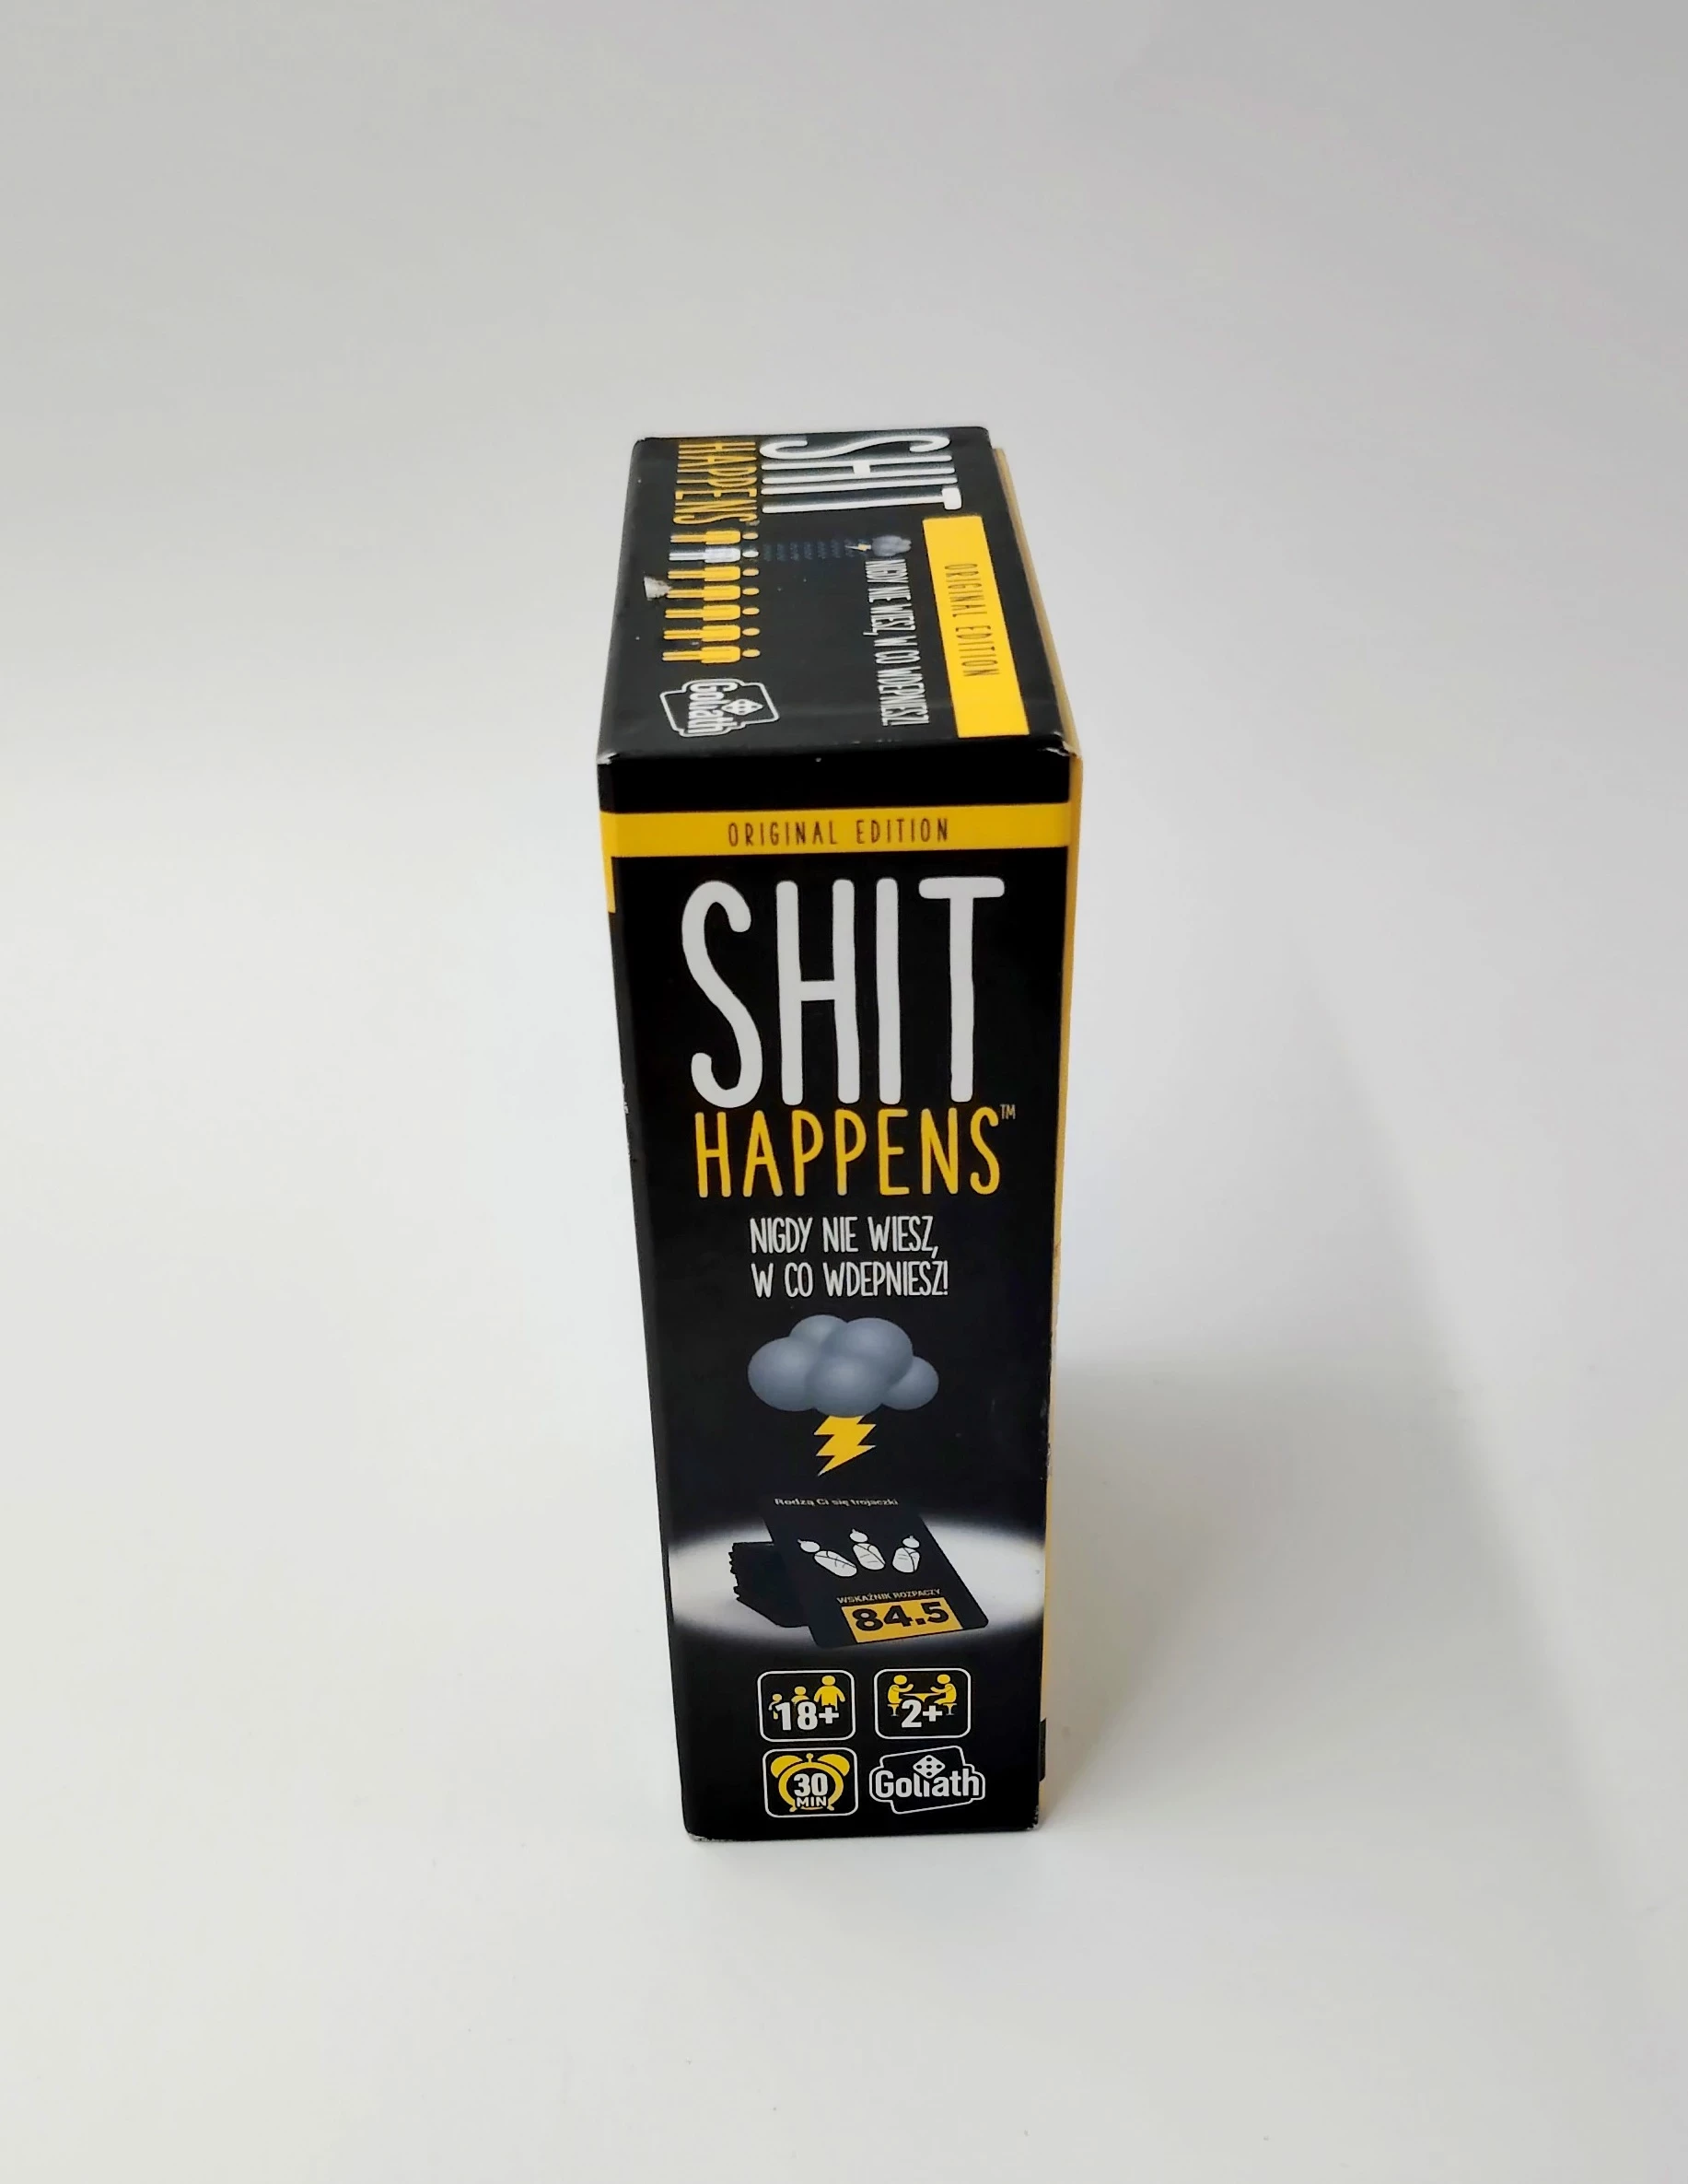 SHIT
HAPPENS
NIGDY NIE WIESZ, W CO WDEPNIESZ!
ORIGINAL EDITION
Goliath
ORIGINAL EDITION
SHIT
HAPPENS™
NIGDY NIE WIESZ,
W CO WDEPNIESZ!
Rodzą Ci się trojaczki
WSKAŹNIK ROZPACZY
84.5
18+
2+
30
MIN
Goliath